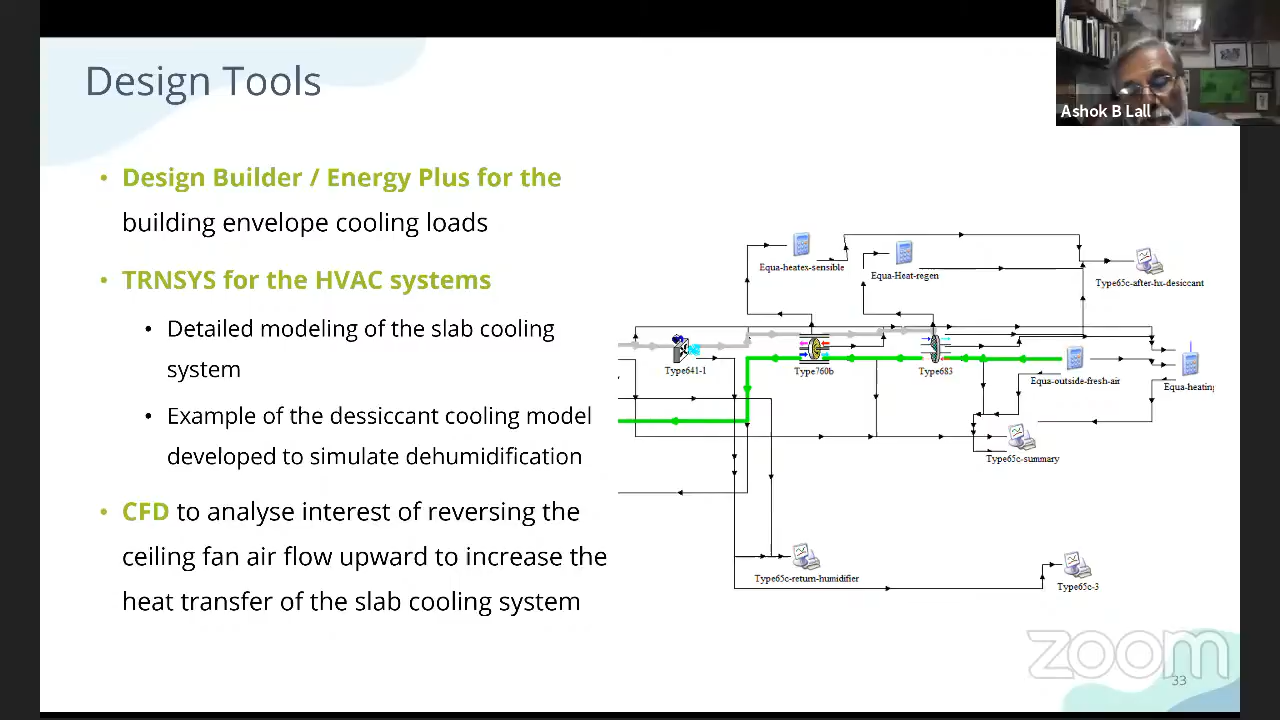 Design Tools
Ashok B Lall
• Design Builder / Energy Plus for the
building envelope cooling loads
• TRNSYS for the HVAC systems
• Detailed modeling of the slab cooling
system
• Example of the dessiccant cooling model
developed to simulate dehumidification
• CFD to analyse interest of reversing the
ceiling fan air flow upward to increase the
heat transfer of the slab cooling system
Equa-heatex-sensible
Equa-Heat-regen
Type65c-after-hx-desiccant
Type641-1
Type760b
Type683
Equa-outside-fresh-air
Equa-heating
Type65c-summary
Type65c-return-humidifier
Type65c-3
zoom
33